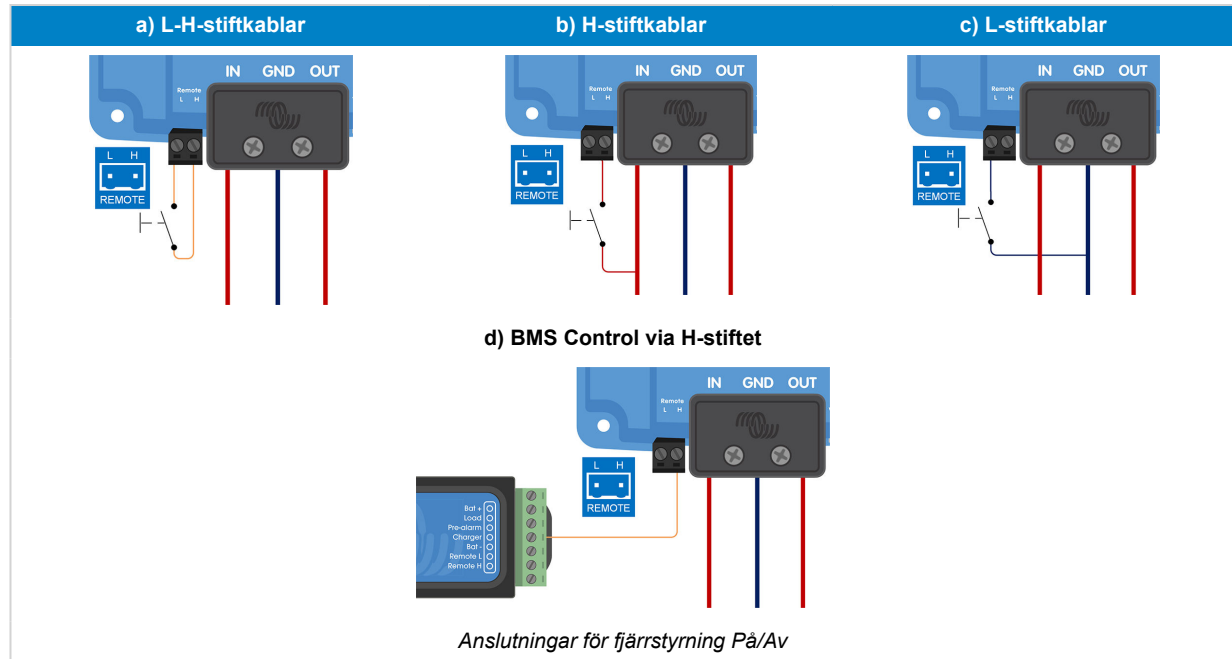 a) L-H-stiftkablar
b) H-stiftkablar
c) L-stiftkablar
IN GND OUT
Remote
L H
L H
REMOTE
IN GND OUT
Remote
L H
L H
REMOTE
IN GND OUT
Remote
L H
L H
REMOTE
d) BMS Control via H-stiftet
IN GND OUT
Remote
L H
L H
REMOTE
Bat +
Load
Pre-alarm
Charger
Bat -
Remote L
Remote H
Anslutningar för fjärrstyrning På/Av